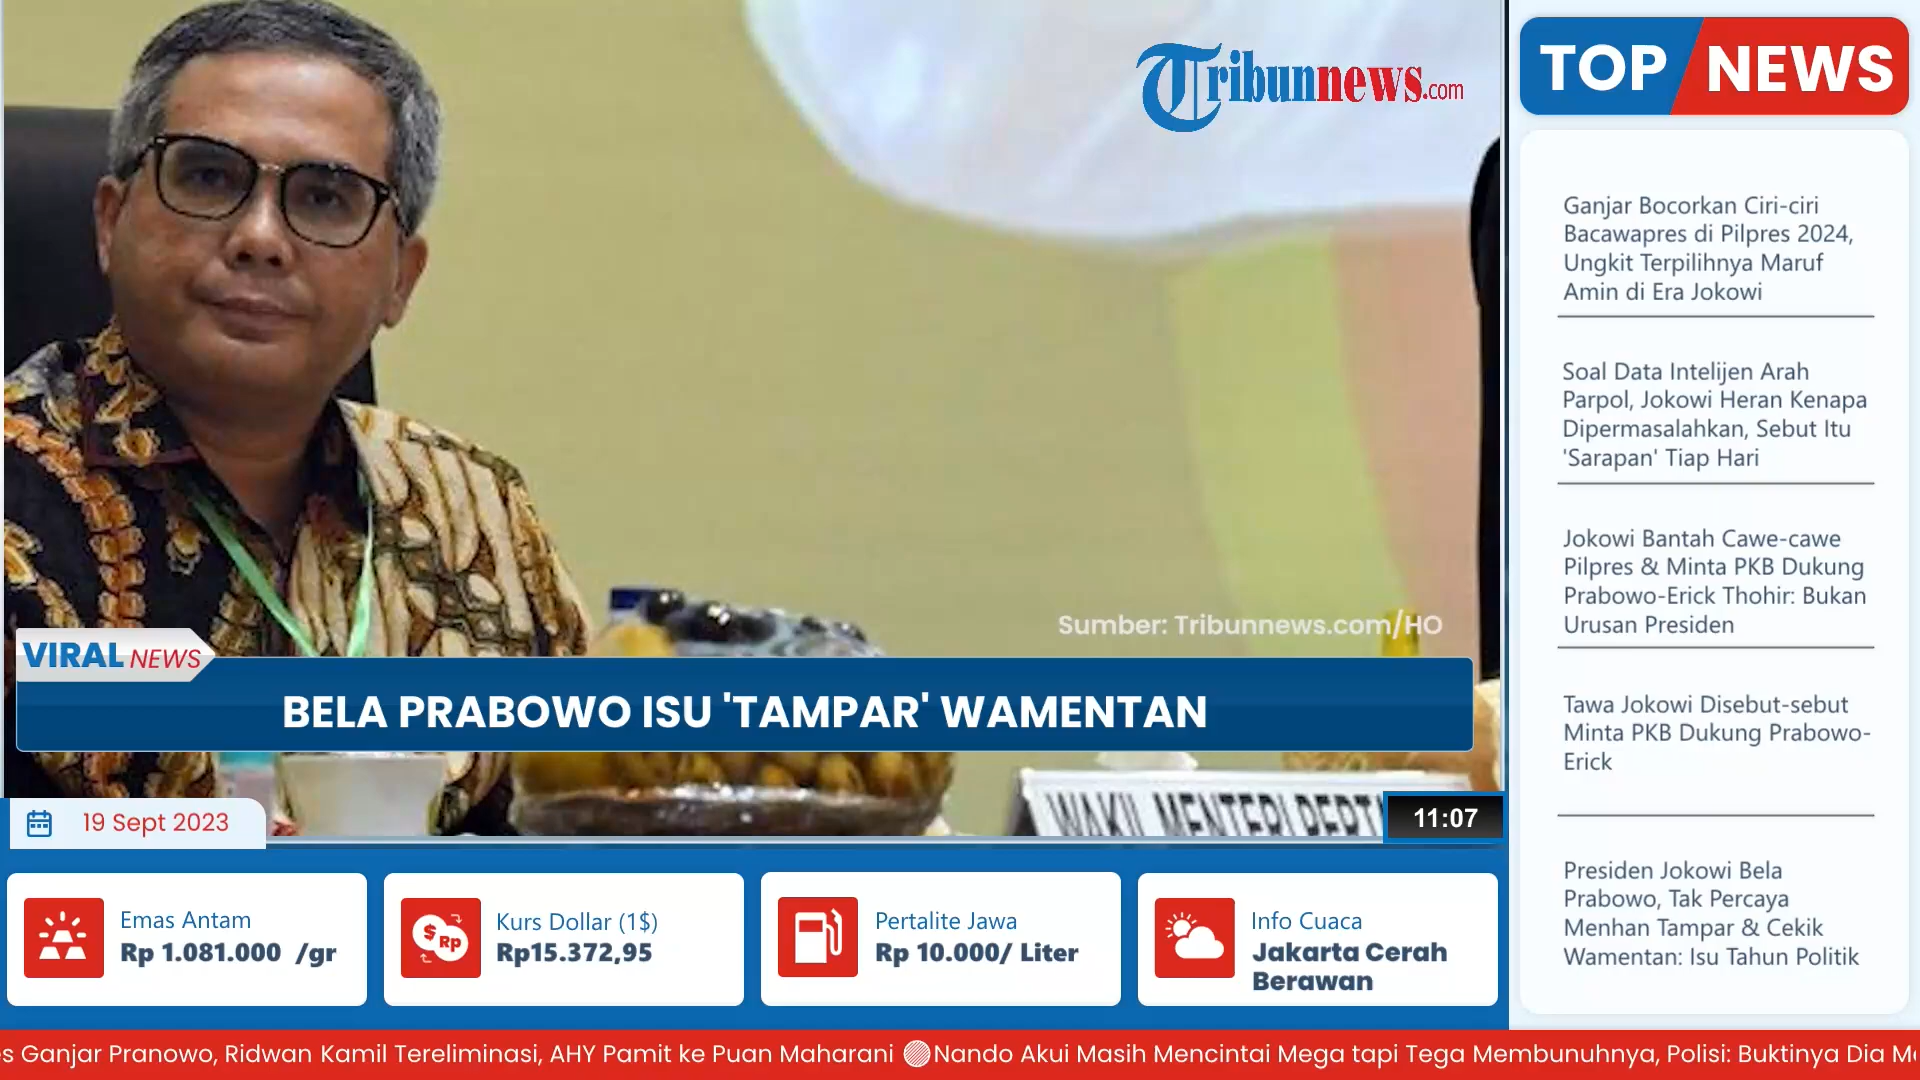 Tribunnews.com
Sumber: Tribunnews.com/HO
VIRAL NEWS
BELA PRABOWO ISU 'TAMPAR' WAMENTAN
WAKIL MENTERI
19 Sept 2023
11:07
Emas Antam
Rp 1.081.000 /gr
Kurs Dollar (1$)
Rp15.372,95
Pertalite Jawa
Rp 10.000/ Liter
Info Cuaca
Jakarta Cerah
Berawan
TOP NEWS
Ganjar Bocorkan Ciri-ciri
Bacawapres di Pilpres 2024,
Ungkit Terpilihnya Maruf
Amin di Era Jokowi
Soal Data Intelijen Arah
Parpol, Jokowi Heran Kenapa
Dipermasalahkan, Sebut Itu
'Sarapan' Tiap Hari
Jokowi Bantah Cawe-cawe
Pilpres & Minta PKB Dukung
Prabowo-Erick Thohir: Bukan
Urusan Presiden
Tawa Jokowi Disebut-sebut
Minta PKB Dukung Prabowo-
Erick
Presiden Jokowi Bela
Prabowo, Tak Percaya
Menhan Tampar & Cekik
Wamentan: Isu Tahun Politik
s Ganjar Pranowo, Ridwan Kamil Tereliminasi, AHY Pamit ke Puan Maharani Nando Akui Masih Mencintai Mega tapi Tega Membunuhnya, Polisi: Buktinya Dia